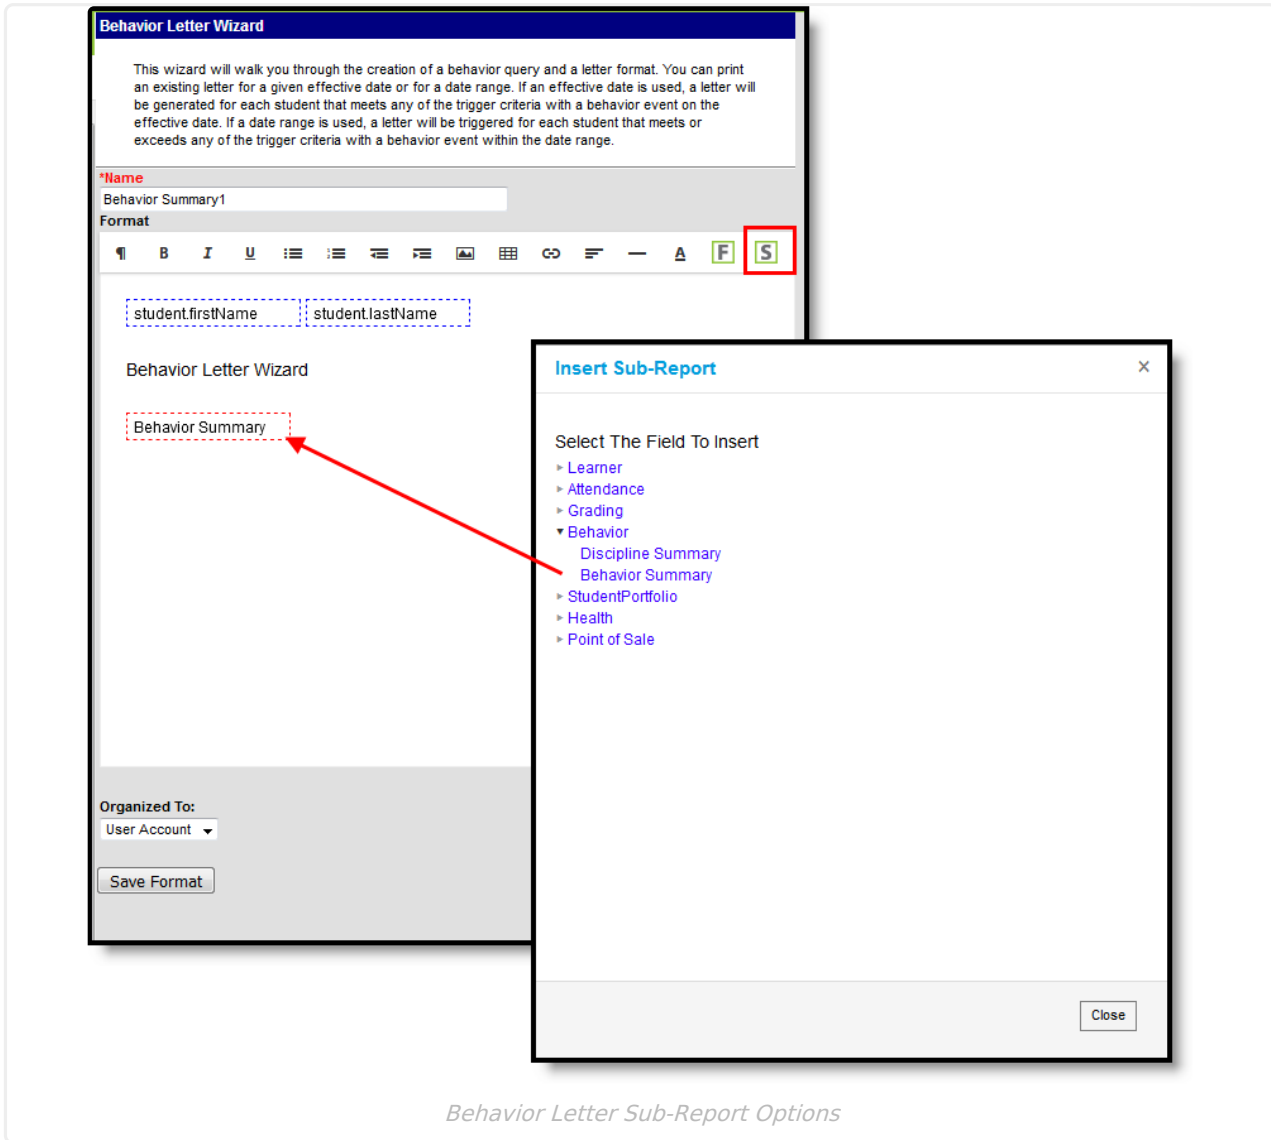 Behavior Letter Wizard
This wizard will walk you through the creation of a behavior query and a letter format. You can print
an existing letter for a given effective date or for a date range. If an effective date is used, a letter will
be generated for each student that meets any of the trigger criteria with a behavior event on the
effective date. If a date range is used, a letter will be triggered for each student that meets or
exceeds any of the trigger criteria with a behavior event within the date range.
*Name
Behavior Summary1
Format
¶ B I U A F S
student.firstName student.lastName
Behavior Letter Wizard
Behavior Summary
Organized To:
User Account
Save Format
Insert Sub-Report
×
Select The Field To Insert
Learner
Attendance
Grading
Behavior
Discipline Summary
Behavior Summary
StudentPortfolio
Health
Point of Sale
Close
Behavior Letter Sub-Report Options